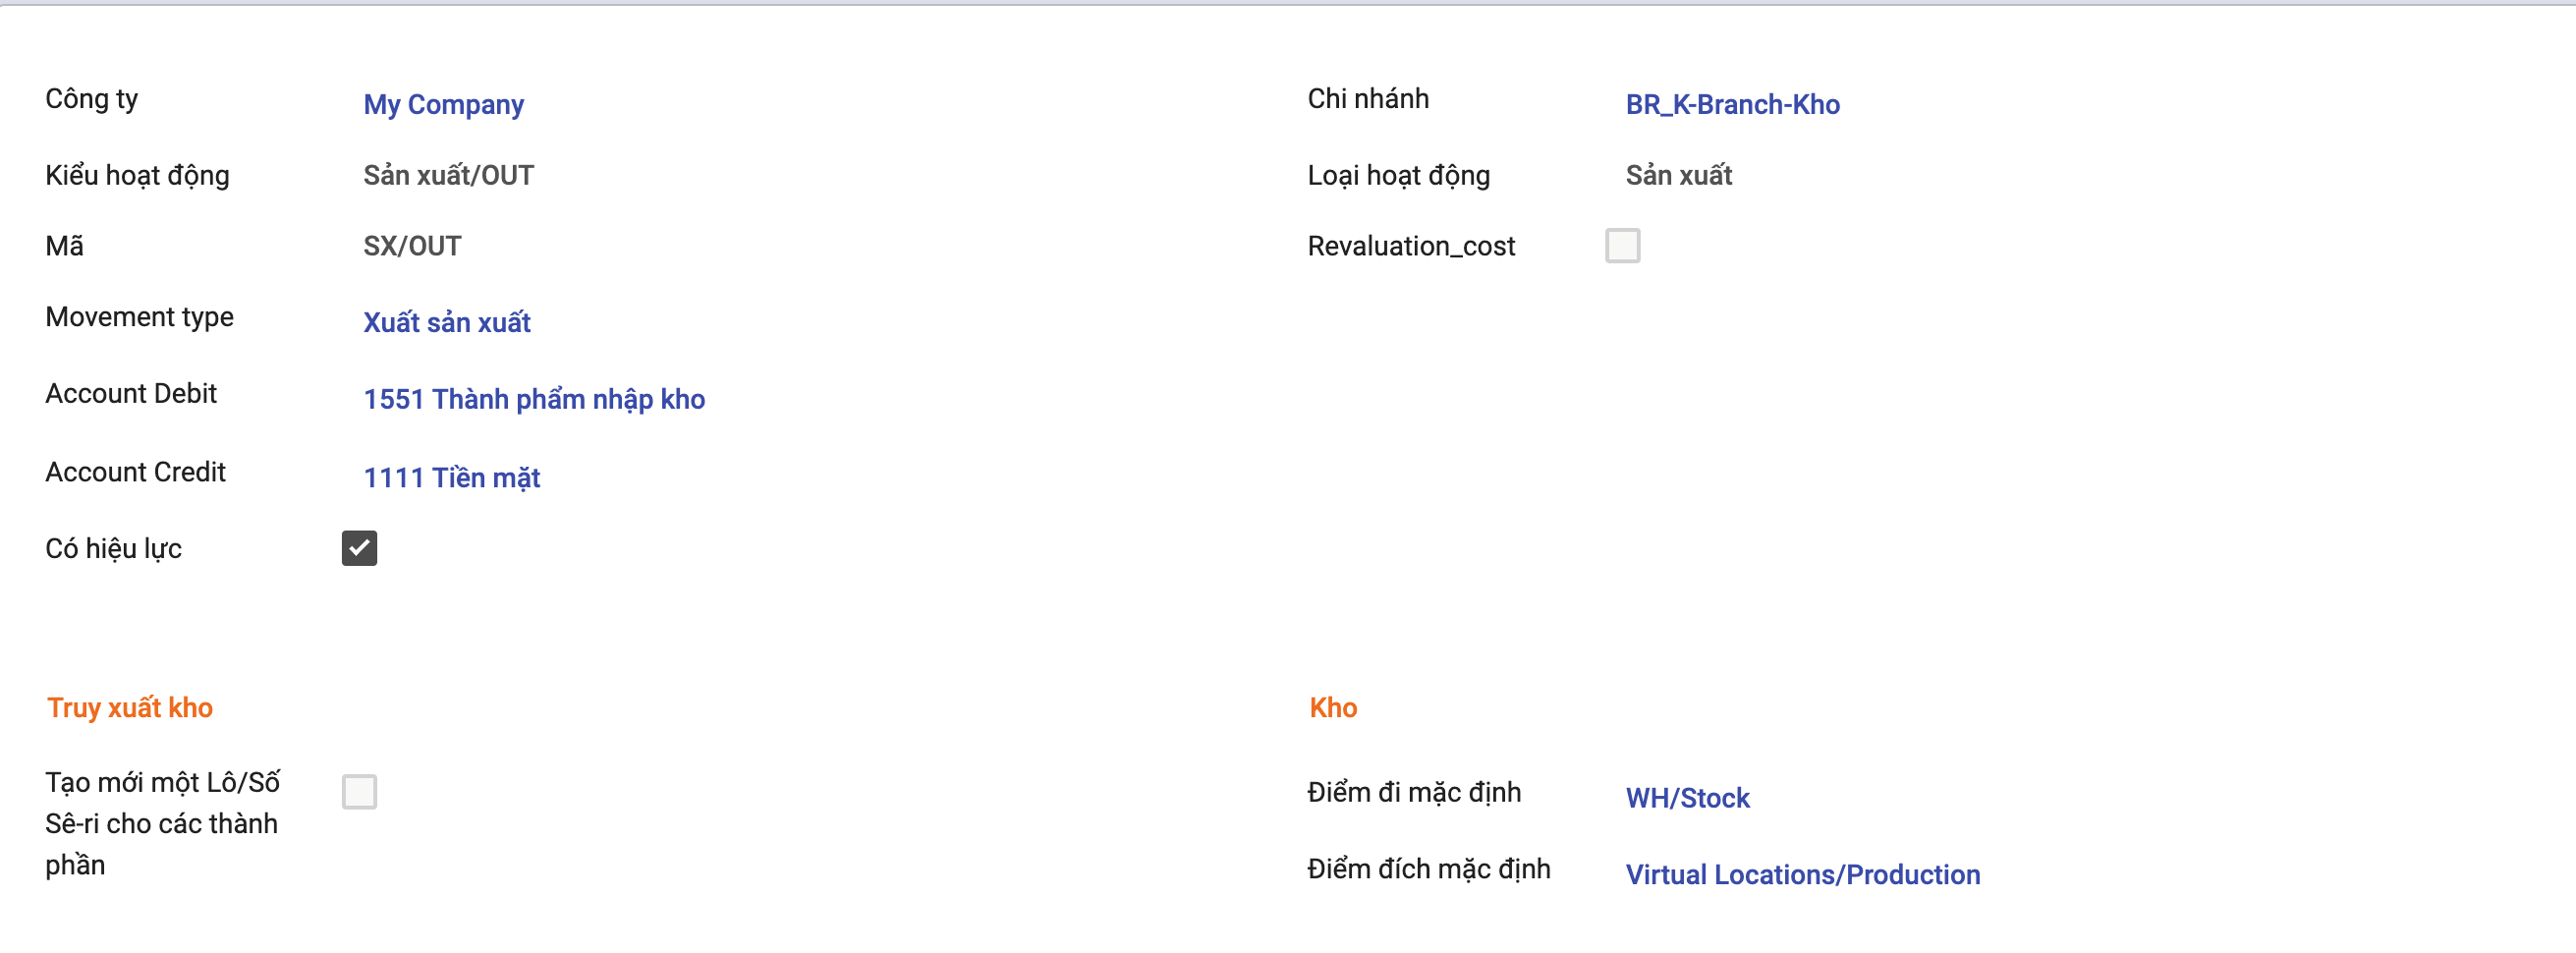 Công ty My Company
Chi nhánh BR_K-Branch-Kho
Kiểu hoạt động Sản xuất/OUT
Loại hoạt động Sản xuất
Mã SX/OUT
Revaluation_cost
Movement type Xuất sản xuất
Account Debit 1551 Thành phẩm nhập kho
Account Credit 1111 Tiền mặt
Có hiệu lực
Truy xuất kho
Tạo mới một Lô/Số
Sê-ri cho các thành
phần
Kho
Điểm đi mặc định WH/Stock
Điểm đích mặc định Virtual Locations/Production